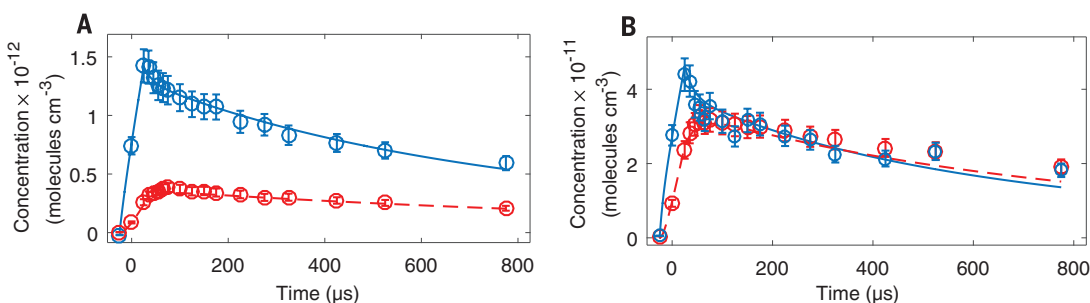 A
Concentration × 10⁻¹²
(molecules cm⁻³)
1.5
1
0.5
0
0
200
400
600
800
Time (µs)
B
Concentration × 10⁻¹¹
(molecules cm⁻³)
4
2
0
0
200
400
600
800
Time (µs)